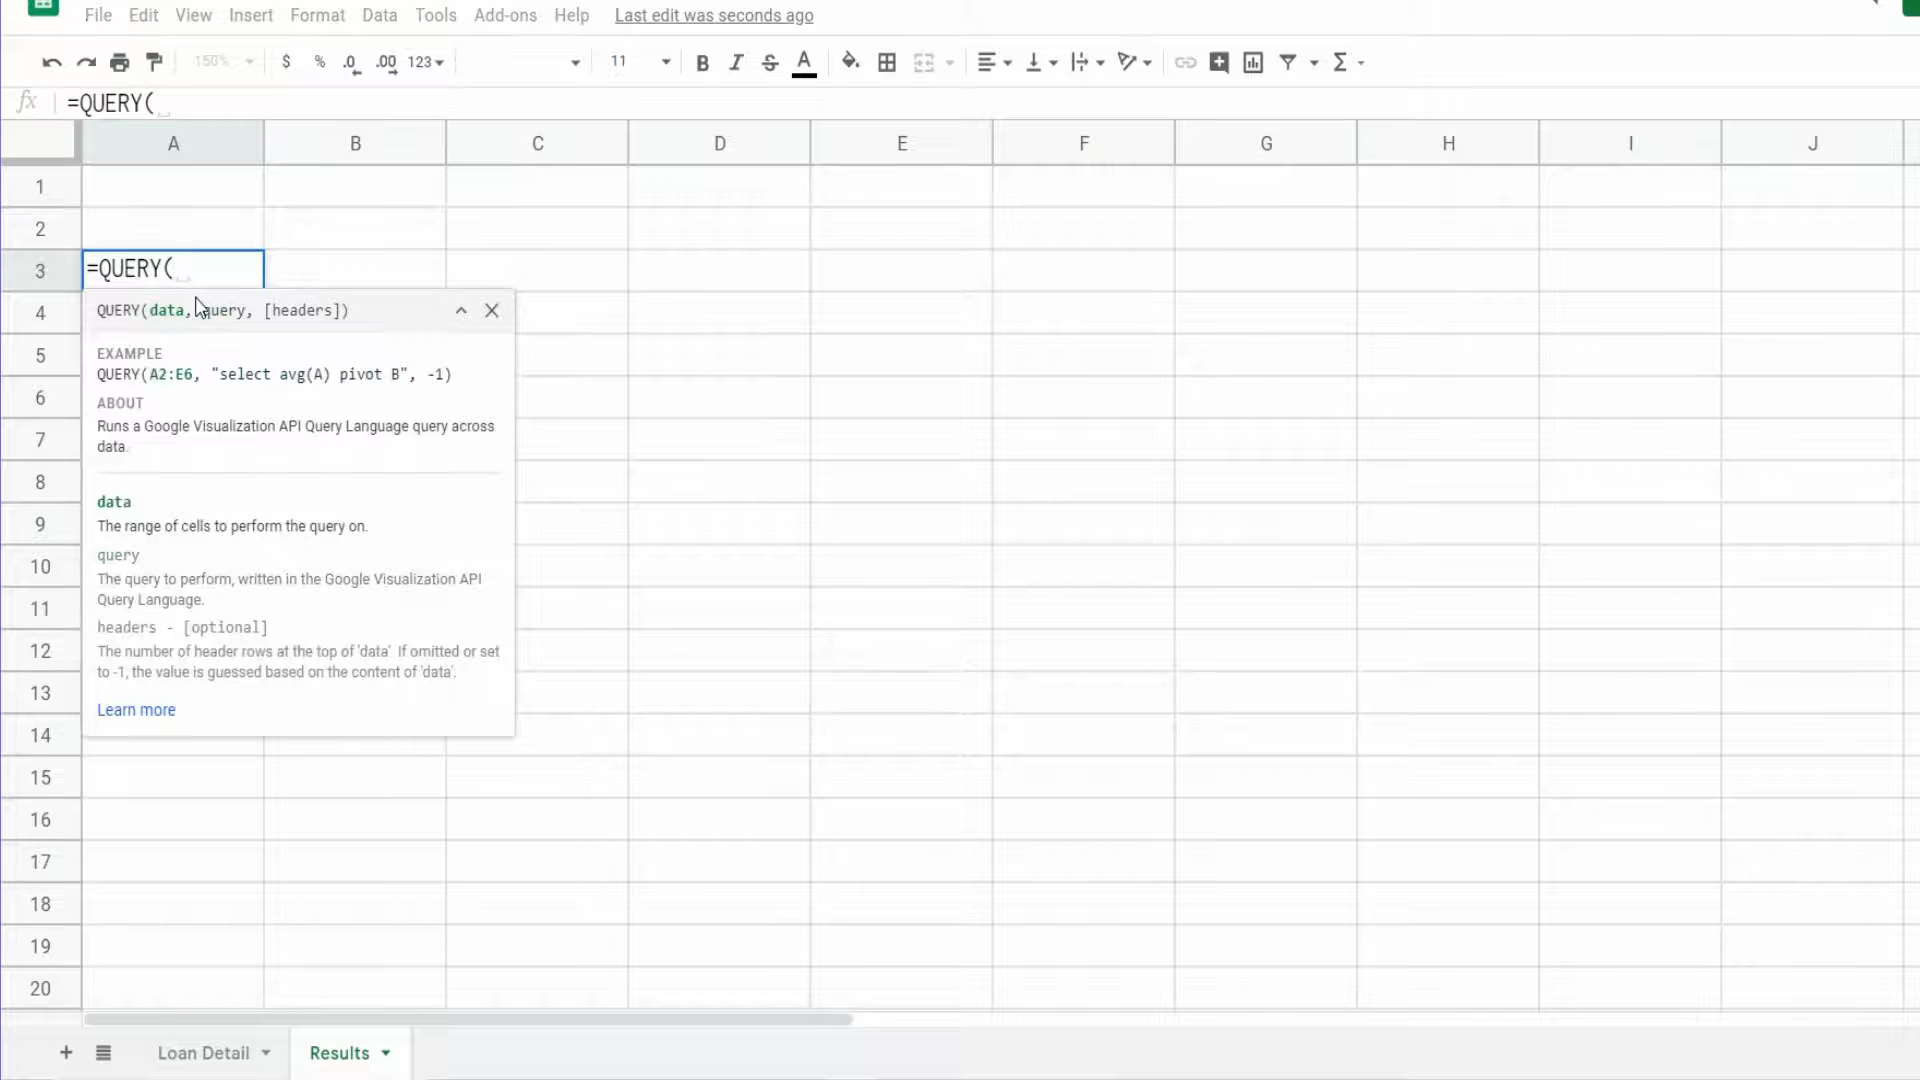 File Edit View Insert Format Data Tools Add-ons Help Last edit was seconds ago
150% $ % .0 .00 123 11 B I S A Σ
fx =QUERY(
A B C D E F G H I J
1
2
3 =QUERY(
4 QUERY(data, query, [headers])
5 EXAMPLE
QUERY(A2:E6, "select avg(A) pivot B", -1)
6 ABOUT
7 Runs a Google Visualization API Query Language query across
data.
8
data
9 The range of cells to perform the query on.
query
10 The query to perform, written in the Google Visualization API
11 Query Language.
headers - [optional]
12 The number of header rows at the top of 'data' If omitted or set
13 to -1, the value is guessed based on the content of 'data'.
Learn more
14
15
16
17
18
19
20
+ Loan Detail Results